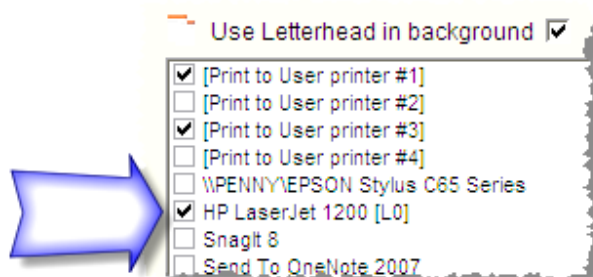 Use Letterhead in background
[Print to User printer #1]
[Print to User printer #2]
[Print to User printer #3]
[Print to User printer #4]
\\PENNY\EPSON Stylus C65 Series
HP LaserJet 1200 [L0]
SnagIt 8
Send To OneNote 2007